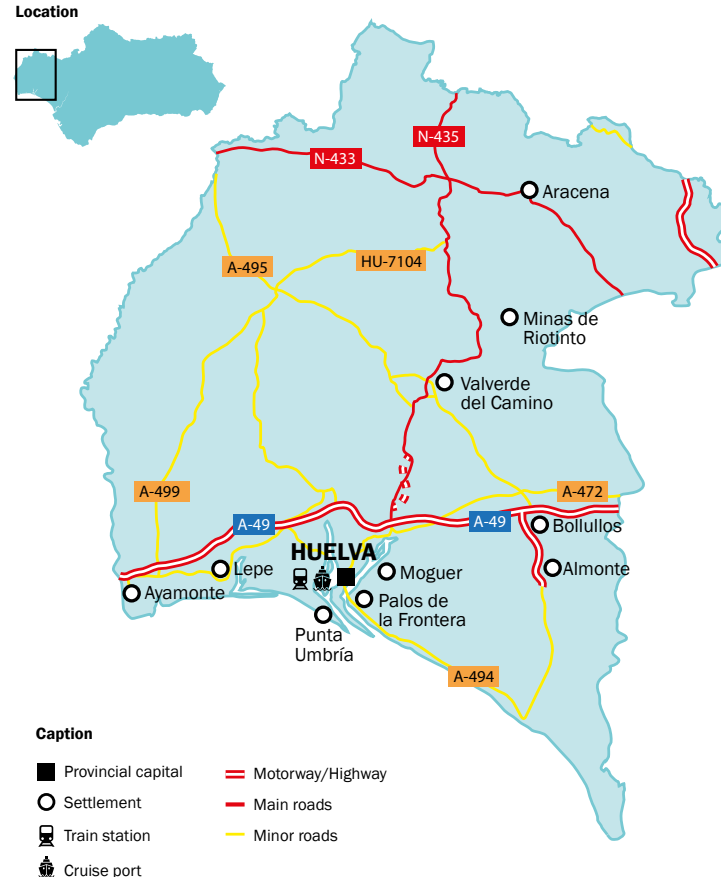 Location
N-435
N-433
Aracena
A-495
HU-7104
Minas de
Riotinto
Valverde
del Camino
A-499
A-472
A-49
A-49
Bollullos
HUELVA
Lepe
Moguer
Almonte
Ayamonte
Palos de
la Frontera
Punta
Umbría
A-494
Caption
Provincial capital
Settlement
Train station
Cruise port
Motorway/Highway
Main roads
Minor roads